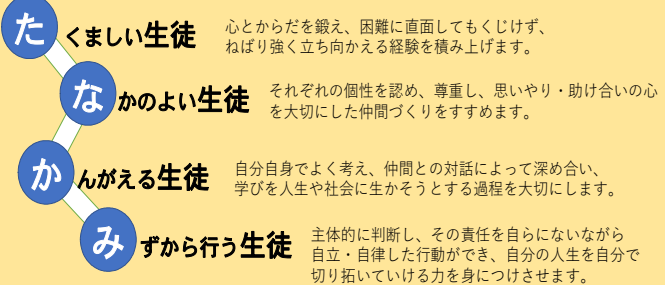 たくましい生徒
心とからだを鍛え、困難に直面してもくじけず、
ねばり強く立ち向かえる経験を積み上げます。
なかのよい生徒
それぞれの個性を認め、尊重し、思いやり・助け合いの心
を大切にした仲間づくりをすすめます。
かんがえる生徒
自分自身でよく考え、仲間との対話によって深め合い、
学びを人生や社会に生かそうとする過程を大切にします。
みずから行う生徒
主体的に判断し、その責任を自らにないながら
自立・自律した行動ができ、自分の人生を自分で
切り拓いていける力を身につけさせます。